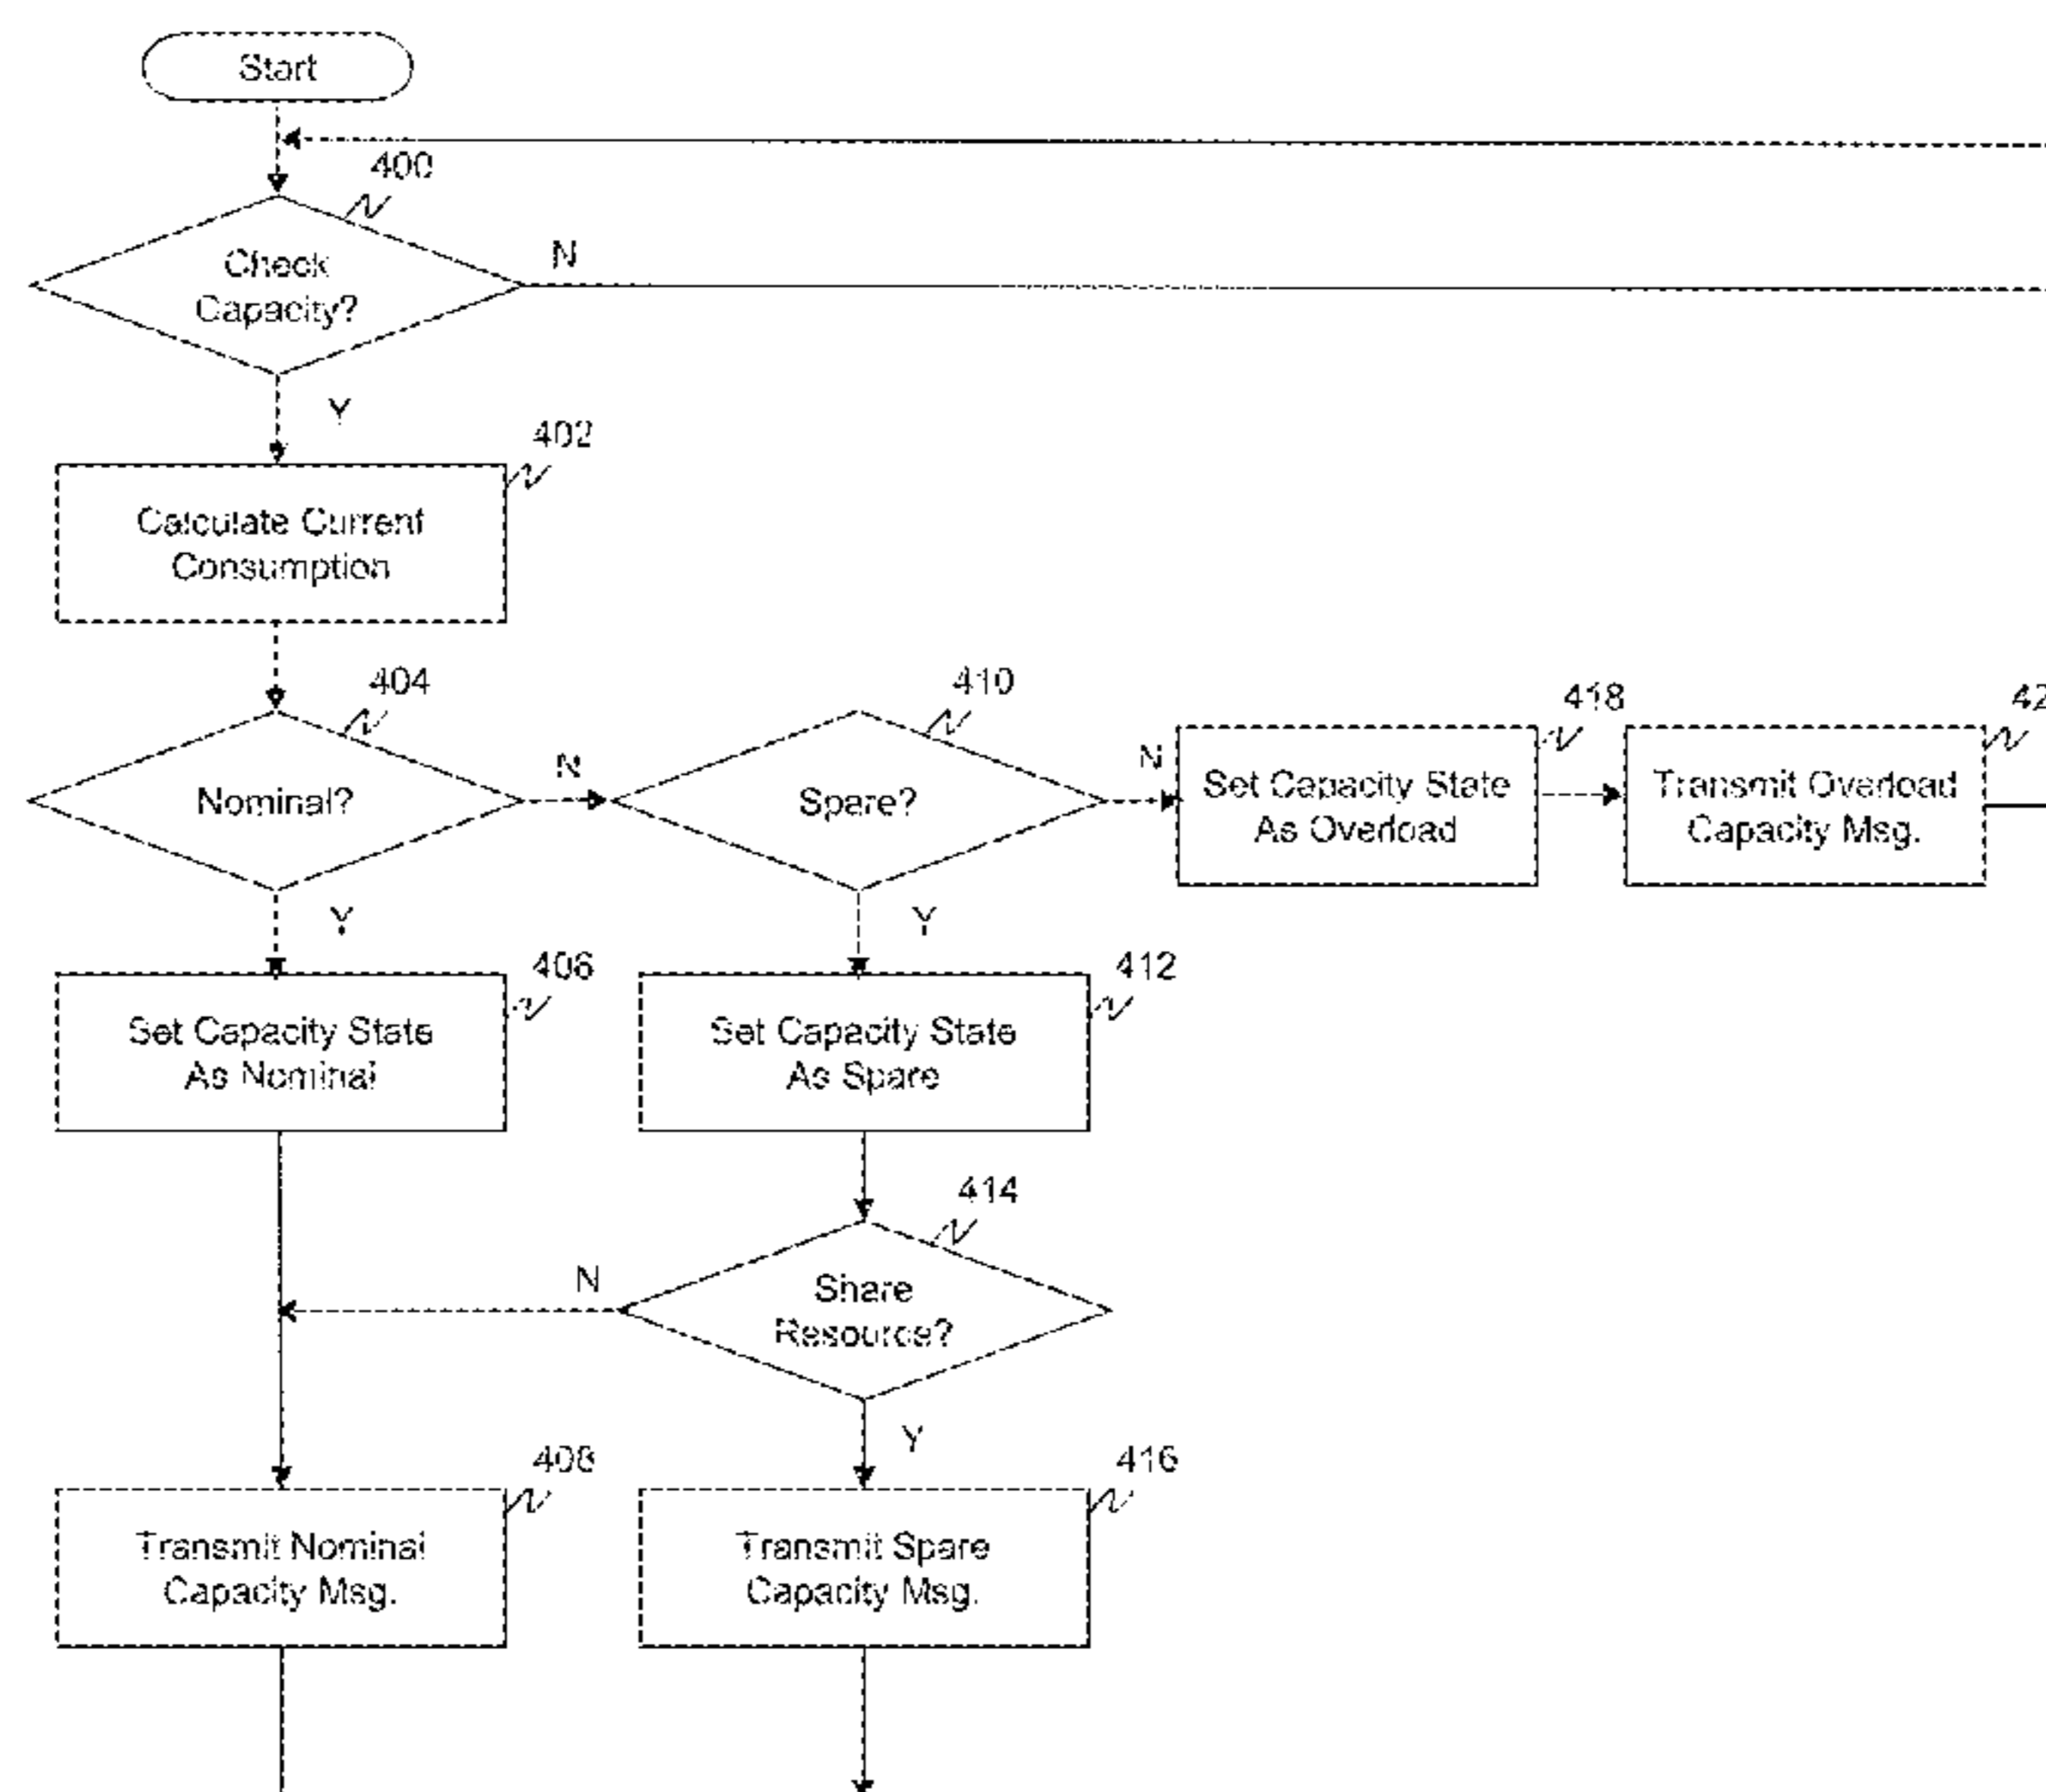 Start
400
Check
Capacity?
N
Y
402
Calculate Current
Consumption
404
Nominal?
N
410
Spare?
N
418
Set Capacity State
As Overload
42
Transmit Overload
Capacity Msg.
Y
Y
406
Set Capacity State
As Nominal
412
Set Capacity State
As Spare
414
Share
Resource?
N
Y
408
Transmit Nominal
Capacity Msg.
416
Transmit Spare
Capacity Msg.